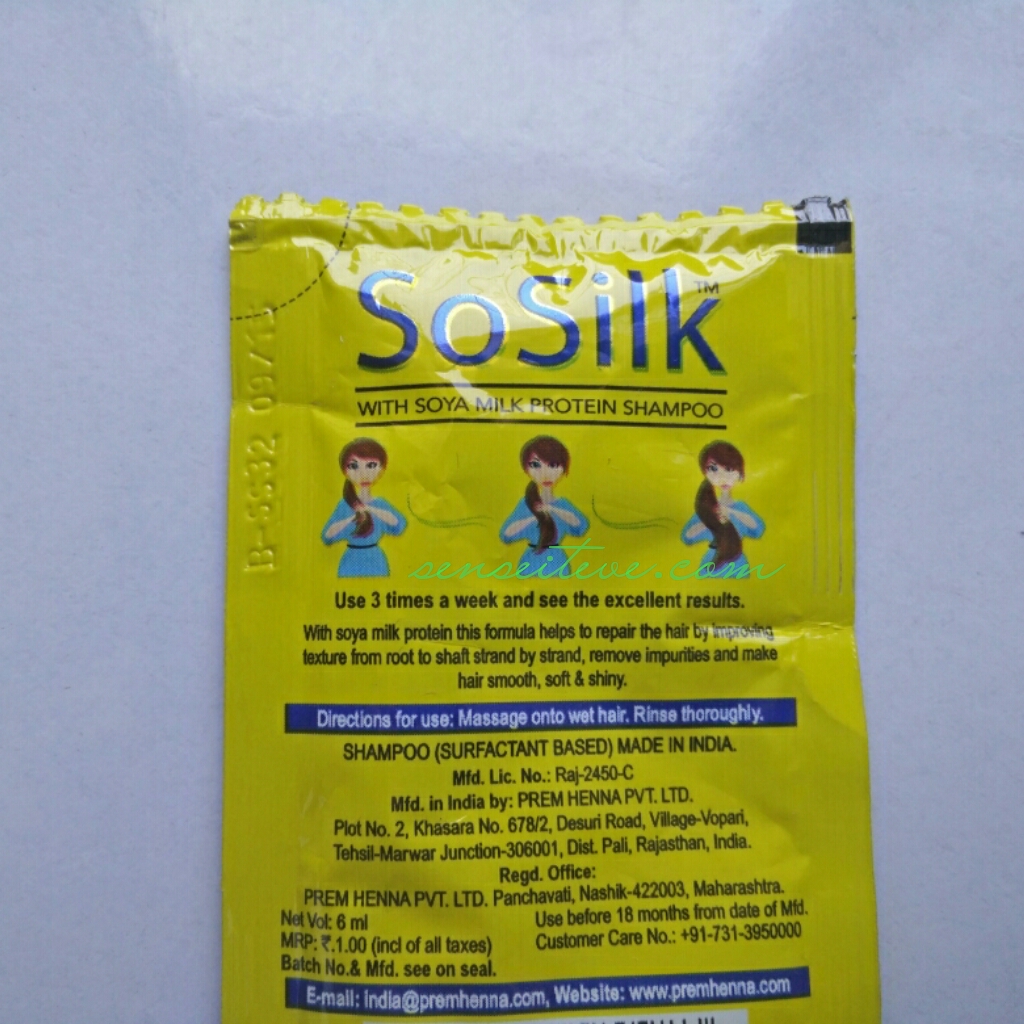 SoSilk™
WITH SOYA MILK PROTEIN SHAMPOO
B-SS32 09/1
senseiteve.com
Use 3 times a week and see the excellent results.
With soya milk protein this formula helps to repair the hair by improving
texture from root to shaft strand by strand, remove impurities and make
hair smooth, soft & shiny.
Directions for use: Massage onto wet hair. Rinse thoroughly.
SHAMPOO (SURFACTANT BASED) MADE IN INDIA.
Mfd. Lic. No.: Raj-2450-C
Mfd. in India by: PREM HENNA PVT. LTD.
Plot No. 2, Khasara No. 678/2, Desuri Road, Village-Vopari,
Tehsil-Marwar Junction-306001, Dist. Pali, Rajasthan, India.
Regd. Office:
PREM HENNA PVT. LTD. Panchavati, Nashik-422003, Maharashtra.
Net Vol: 6 ml
MRP: ₹.1.00 (incl of all taxes)
Batch No.& Mfd. see on seal.
Use before 18 months from date of Mfd.
Customer Care No.: +91-731-3950000
E-mail: india@premhenna.com, Website: www.premhenna.com